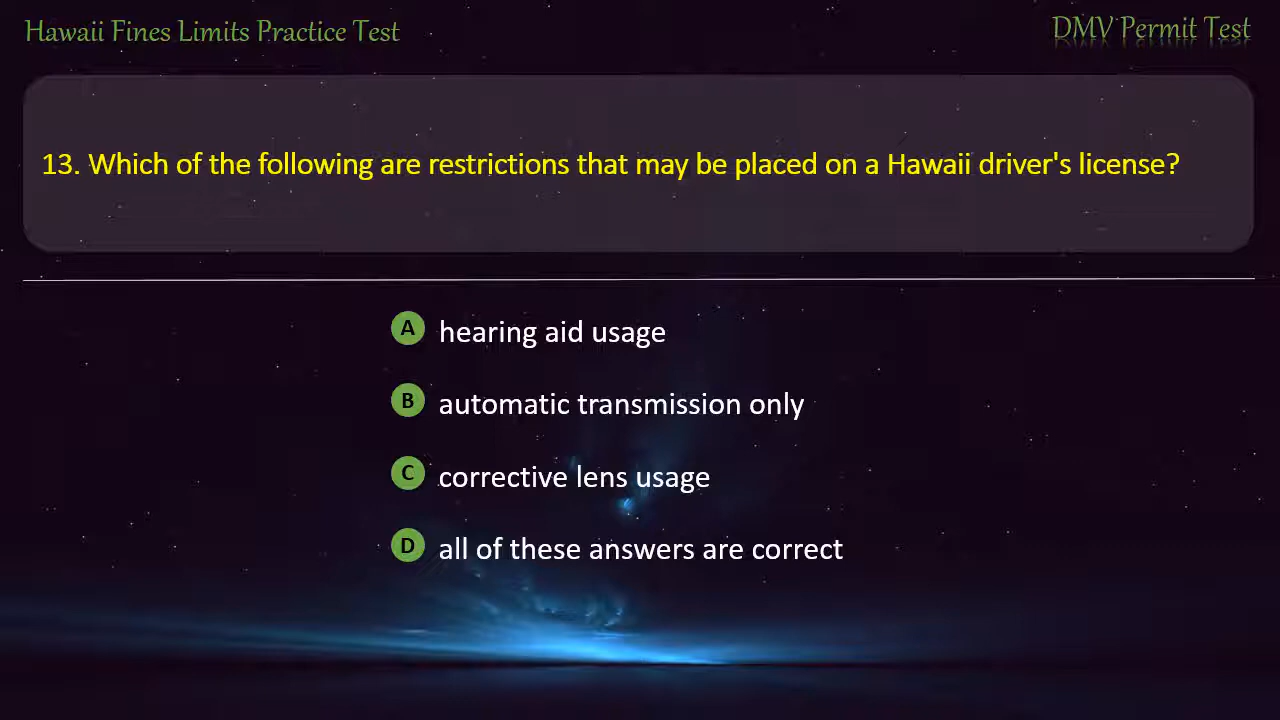 Hawaii Fines Limits Practice Test
DMV Permit Test
13. Which of the following are restrictions that may be placed on a Hawaii driver's license?
A hearing aid usage
B automatic transmission only
C corrective lens usage
D all of these answers are correct